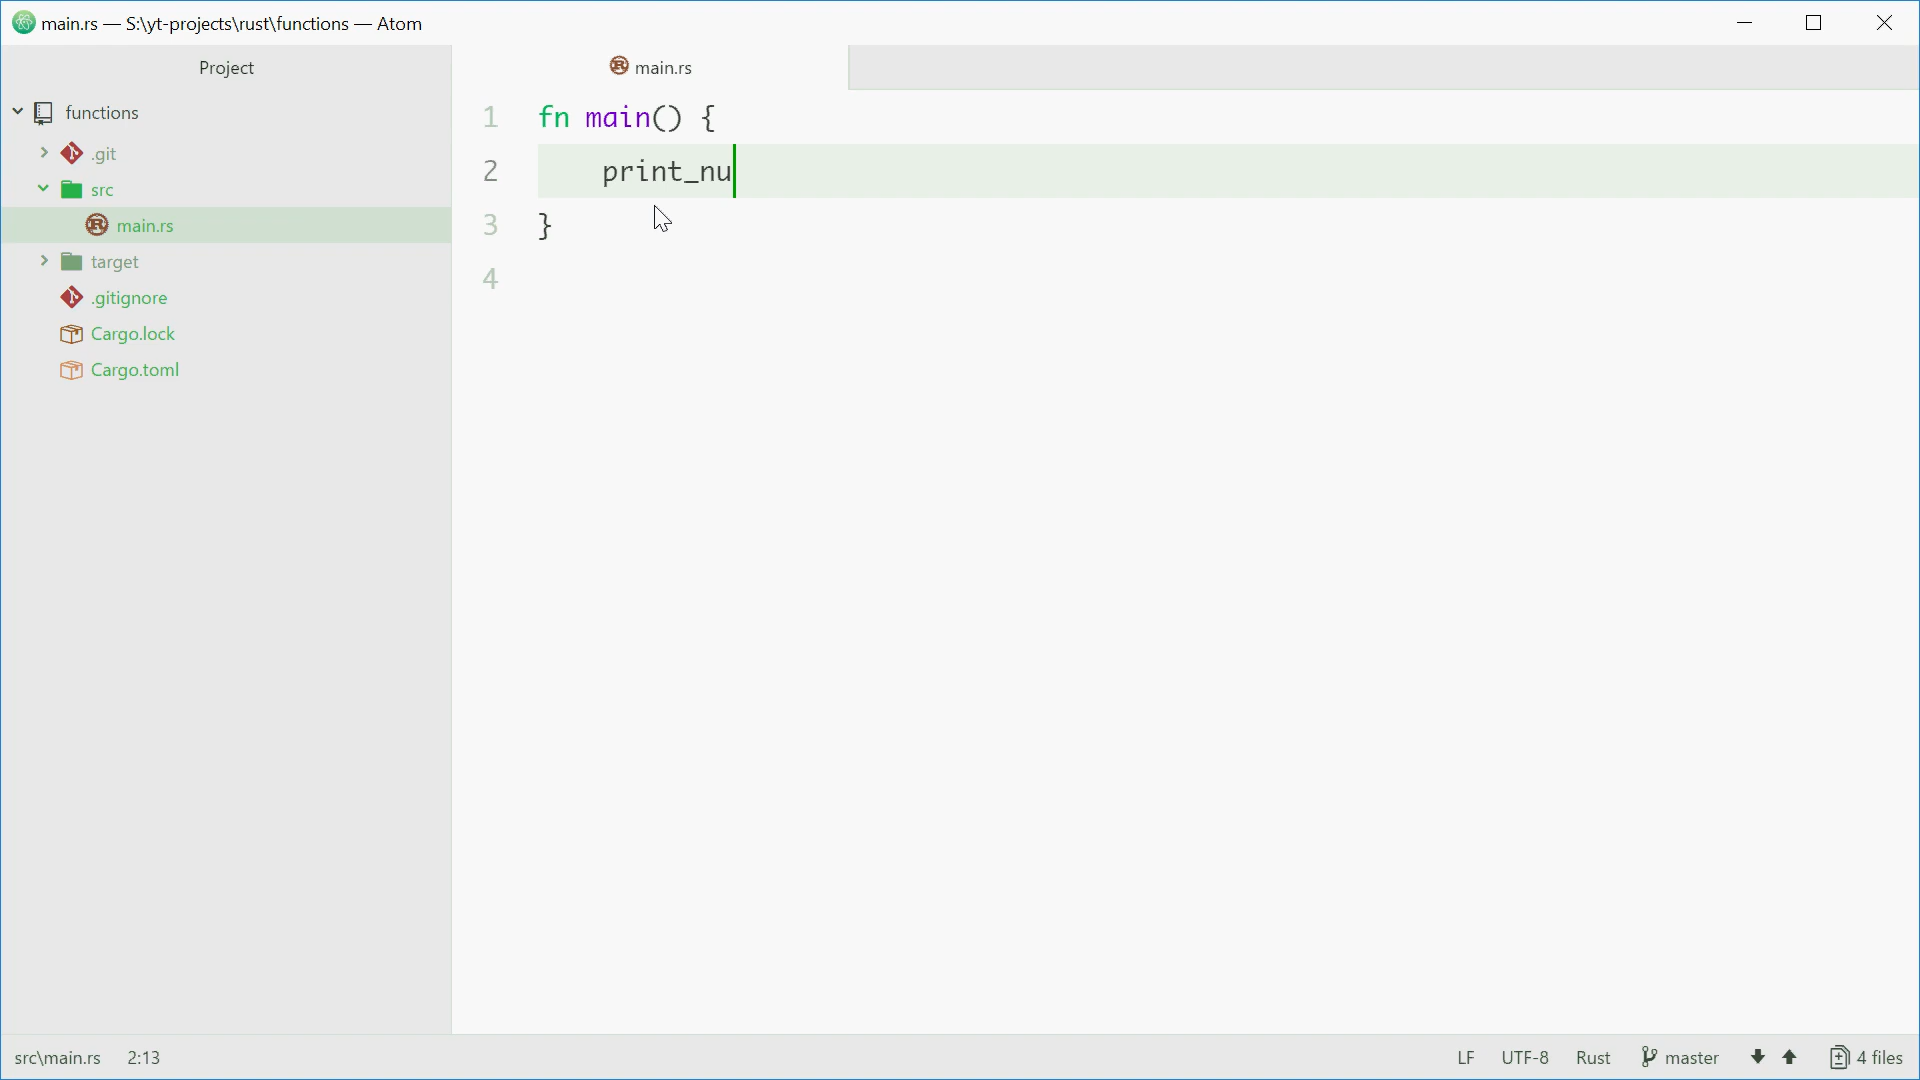 main.rs — S:\yt-projects\rust\functions — Atom
Project
functions
.git
src
main.rs
target
.gitignore
Cargo.lock
Cargo.toml
main.rs
1 fn main() {
2     print_nu
3 }
4
src\main.rs 2:13
LF UTF-8 Rust master 4 files